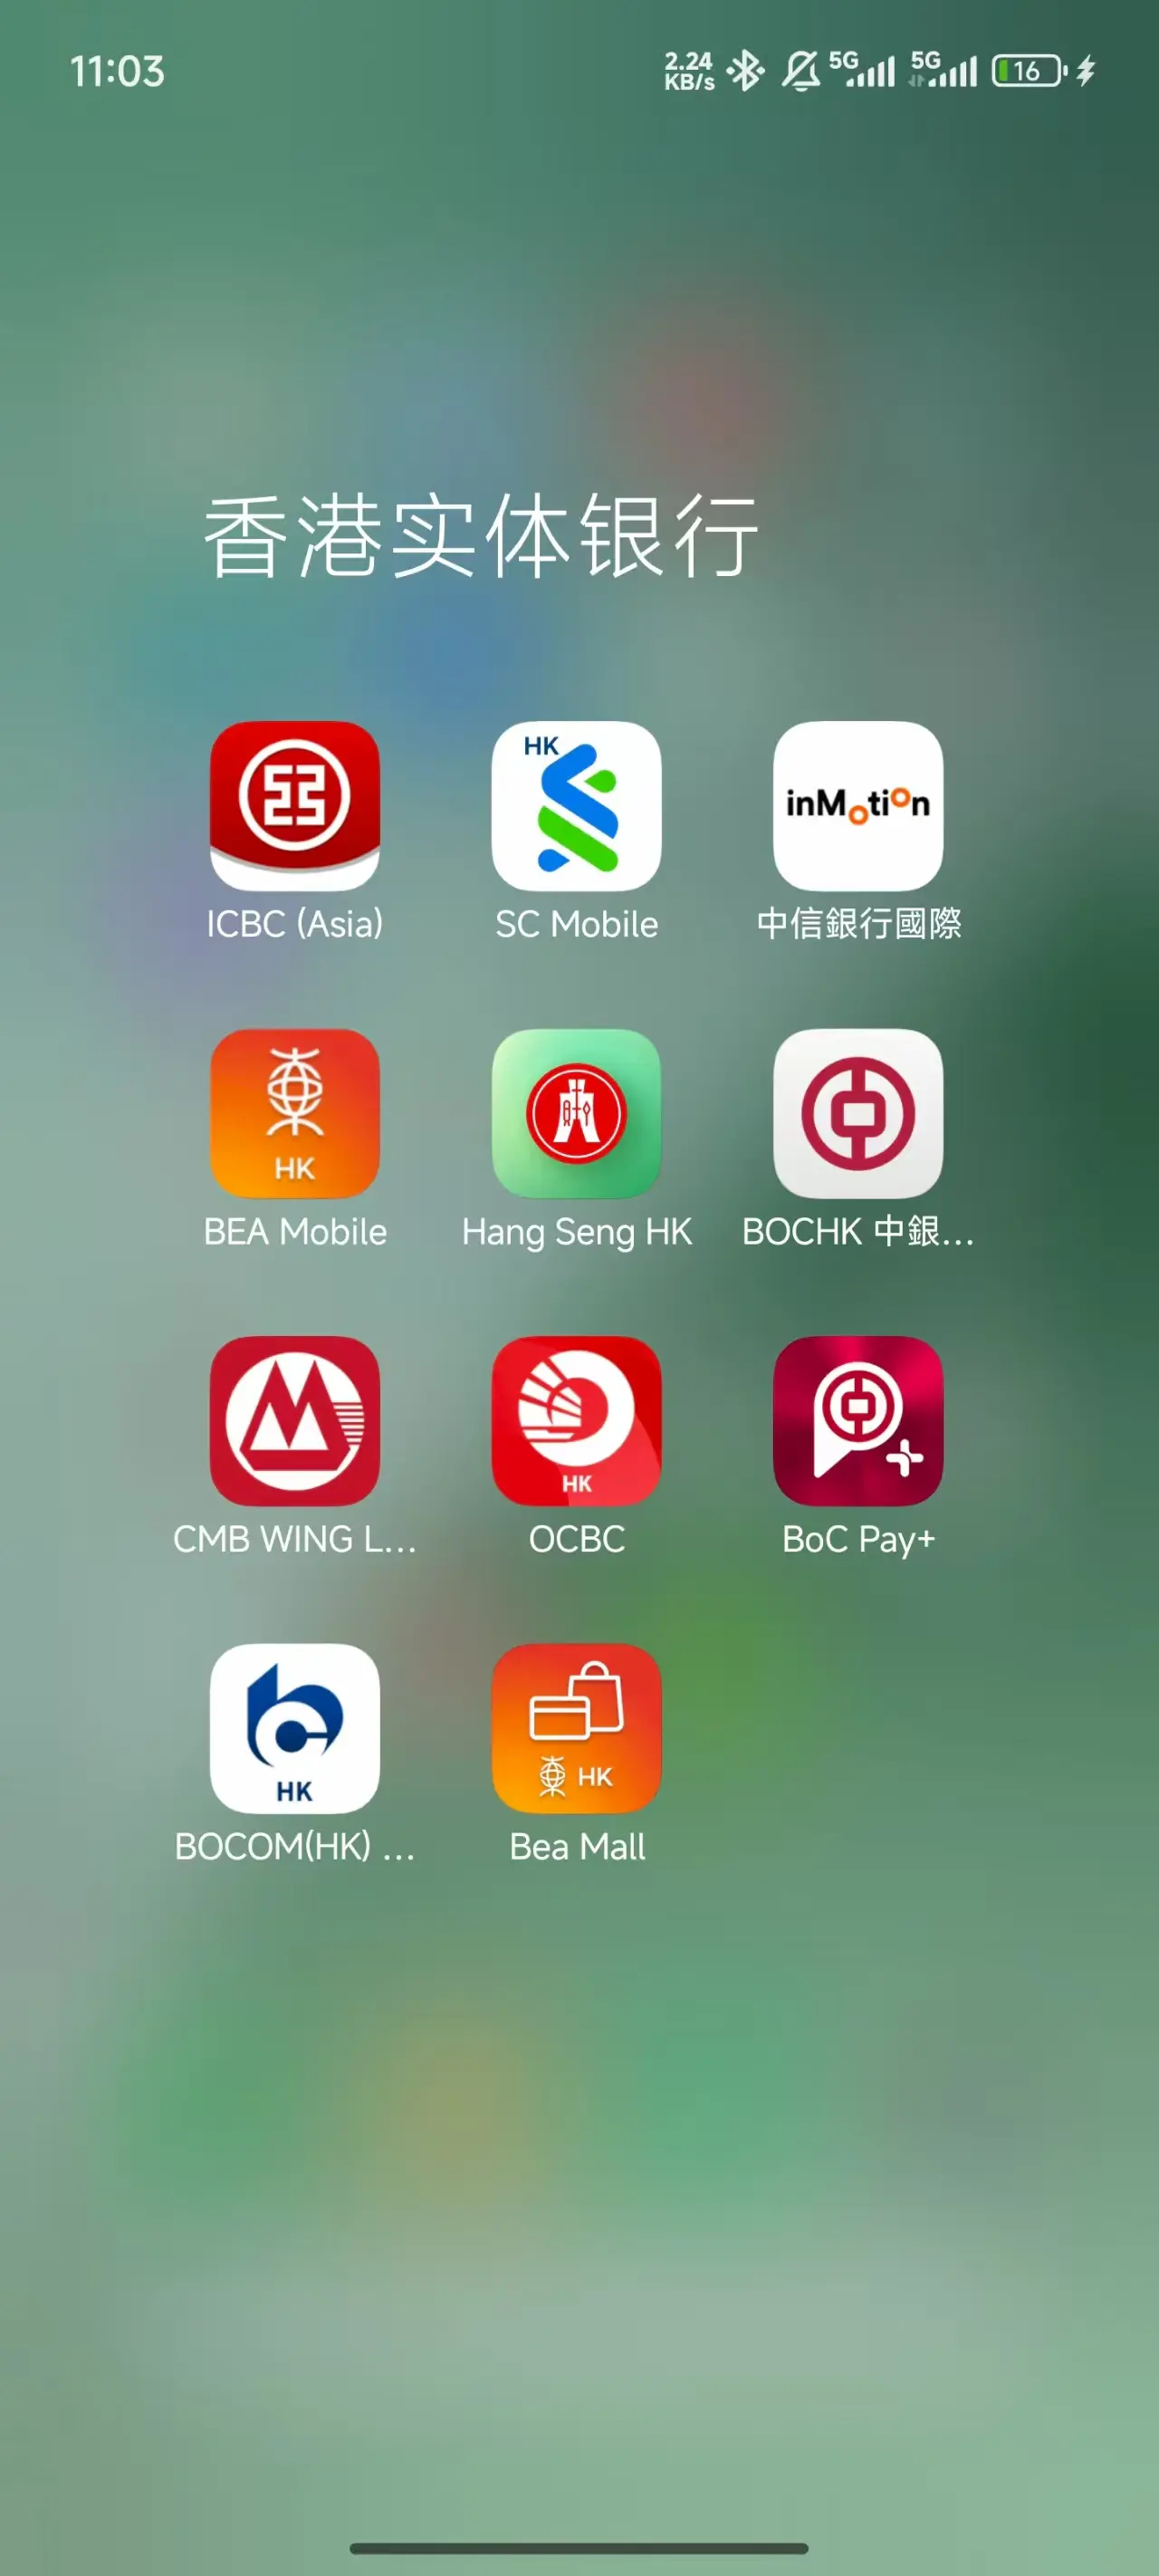 11:03
2.24
KB/s
5G
5G
16
香港实体银行
HK
inMotion
ICBC (Asia)
SC Mobile
中信銀行國際
HK
BEA Mobile
Hang Seng HK
BOCHK 中銀...
HK
CMB WING L...
OCBC
BoC Pay+
HK
HK
BOCOM(HK) ...
Bea Mall